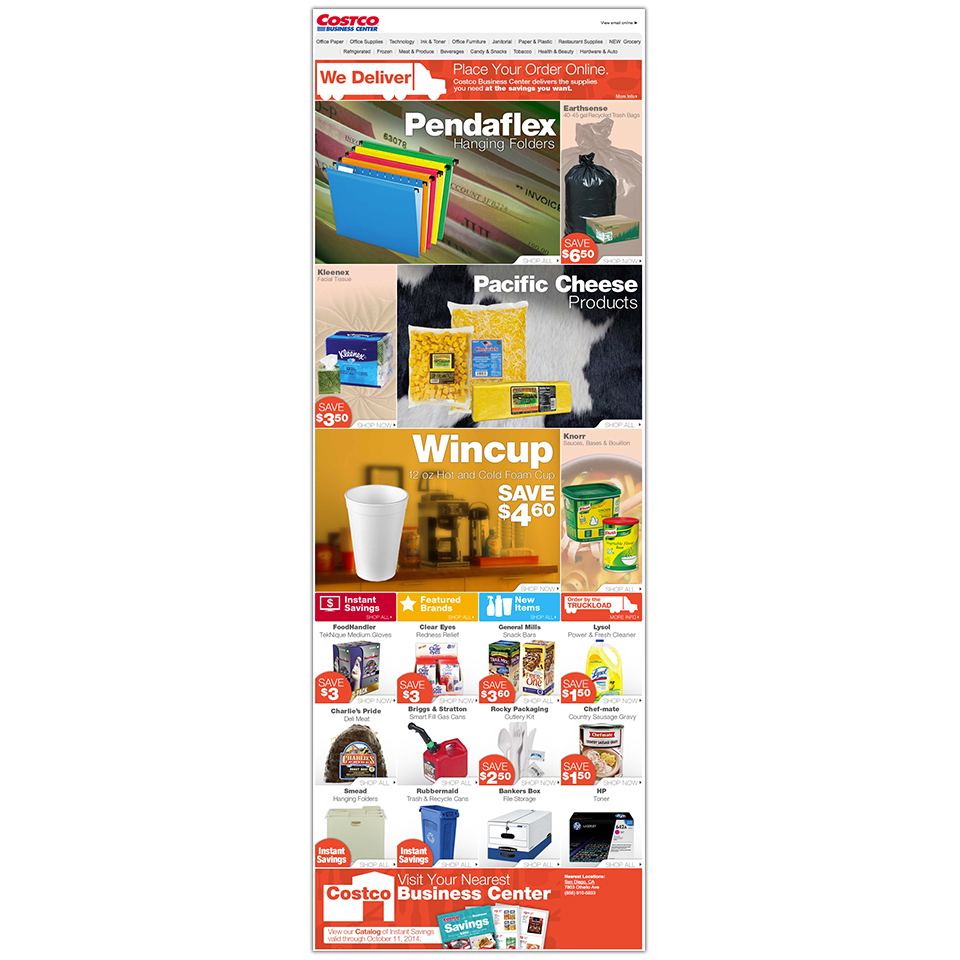 COSTCO
BUSINESS CENTER
View email online ►
Office Paper | Office Supplies | Technology | Ink & Toner | Office Furniture | Janitorial | Paper & Plastic | Restaurant Supplies | NEW Grocery
Refrigerated | Frozen | Meat & Produce | Beverages | Candy & Snacks | Tobacco | Health & Beauty | Hardware & Auto
We Deliver
Place Your Order Online.
Costco Business Center delivers the supplies
you need at the savings you want.
More Info
Pendaflex
Hanging Folders
63078
INVOIC
SHOP ALL
Earthsense
40-45 gal Recycled Trash Bags
SAVE
$650
SHOP NOW
Kleenex
Facial Tissue
Kleenex
SAVE
$350
SHOP NOW
Pacific Cheese
Products
SHOP ALL
Wincup
12 oz Hot and Cold Foam Cup
SAVE
$460
SHOP NOW
Knorr
Sauces, Bases & Bouillon
Knorr
Knorr
SHOP ALL
Instant
Savings
SHOP ALL
Featured
Brands
SHOP ALL
New
Items
SHOP ALL
Order by the
TRUCKLOAD
MORE INFO
FoodHandler
TekNique Medium Gloves
SAVE
$3
SHOP NOW
Clear Eyes
Redness Relief
SAVE
$3
SHOP NOW
General Mills
Snack Bars
SAVE
$360
SHOP NOW
Lysol
Power & Fresh Cleaner
SAVE
$150
SHOP NOW
Charlie's Pride
Deli Meat
SHOP ALL
Briggs & Stratton
Smart Fill Gas Cans
SHOP ALL
Rocky Packaging
Cutlery Kit
SAVE
$250
SHOP NOW
Chef-mate
Country Sausage Gravy
Chef-mate
SAVE
$150
SHOP NOW
Smead
Hanging Folders
Instant
Savings
SHOP ALL
Rubbermaid
Trash & Recycle Cans
Instant
Savings
SHOP ALL
Bankers Box
File Storage
SHOP ALL
HP
Toner
642A
SHOP ALL
Costco
Visit Your Nearest
Business Center
View our Catalog of Instant Savings
valid through October 11, 2014.
COSTCO
Savings
Nearest Locations:
San Diego, CA
7803 Othello Ave